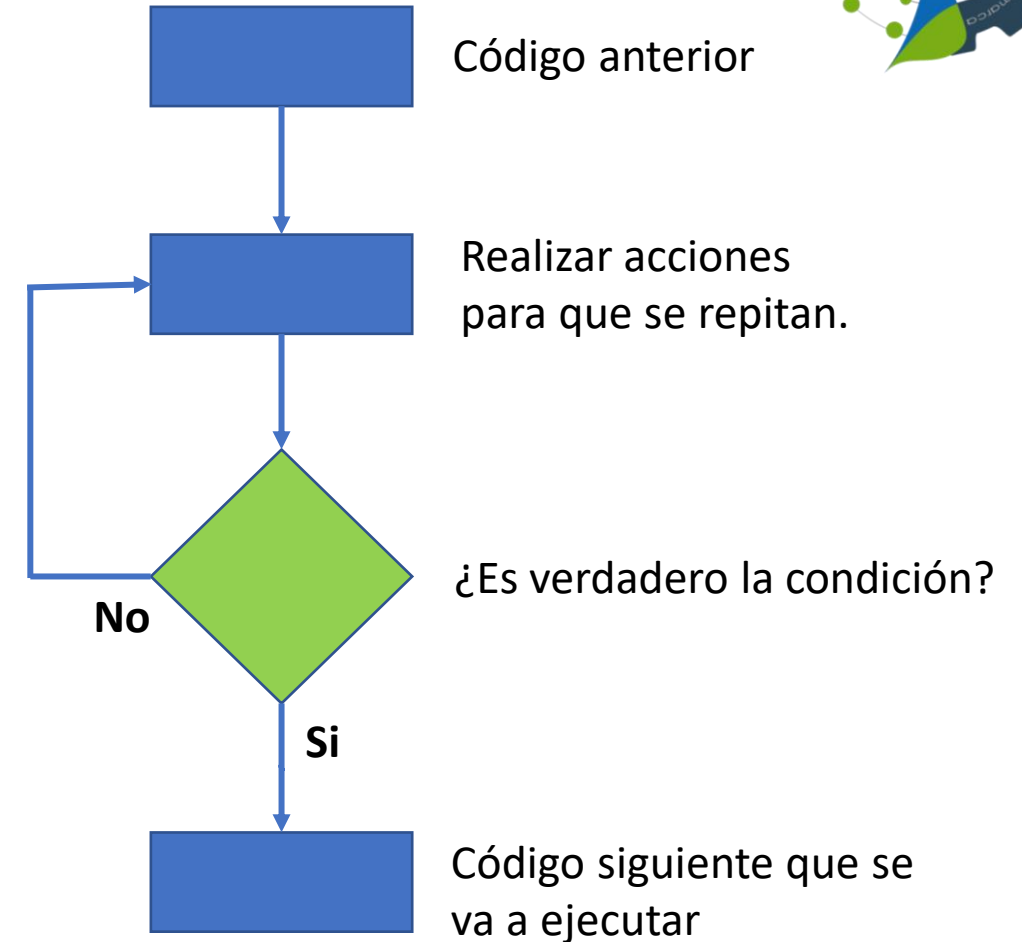 Código anterior
Realizar acciones
para que se repitan.
¿Es verdadero la condición?
No
Si
Código siguiente que se
va a ejecutar